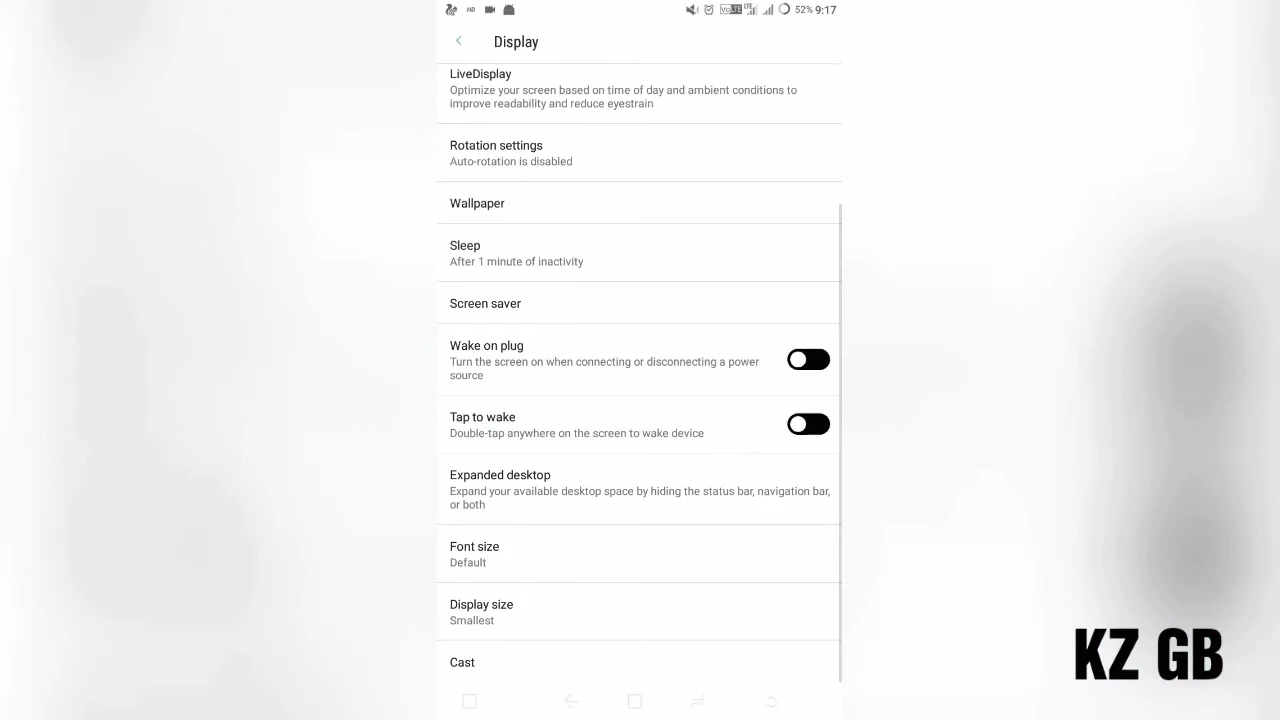 HD VoLTE LTE 52% 9:17
Display
LiveDisplay
Optimize your screen based on time of day and ambient conditions to
improve readability and reduce eyestrain
Rotation settings
Auto-rotation is disabled
Wallpaper
Sleep
After 1 minute of inactivity
Screen saver
Wake on plug
Turn the screen on when connecting or disconnecting a power
source
Tap to wake
Double-tap anywhere on the screen to wake device
Expanded desktop
Expand your available desktop space by hiding the status bar, navigation bar,
or both
Font size
Default
Display size
Smallest
Cast
KZ GB